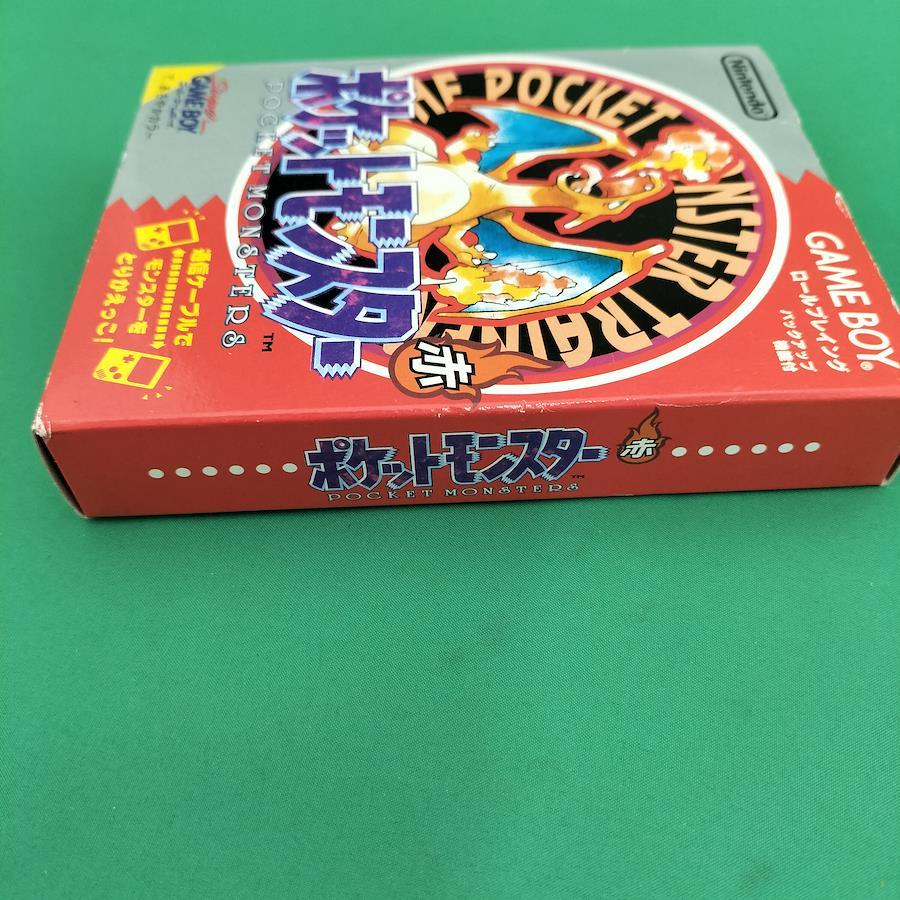 Nintendo
GAME BOY®
ロールプレイング
バックアップ機能付
THE POCKET MONSTER TRAINER
ポケットモンスター
POCKET MONSTERS™
赤
Super
GAME BOY
通信ケーブルで
モンスターを
とりかえっこ!
ポケットモンスター 赤
POCKET MONSTERS™